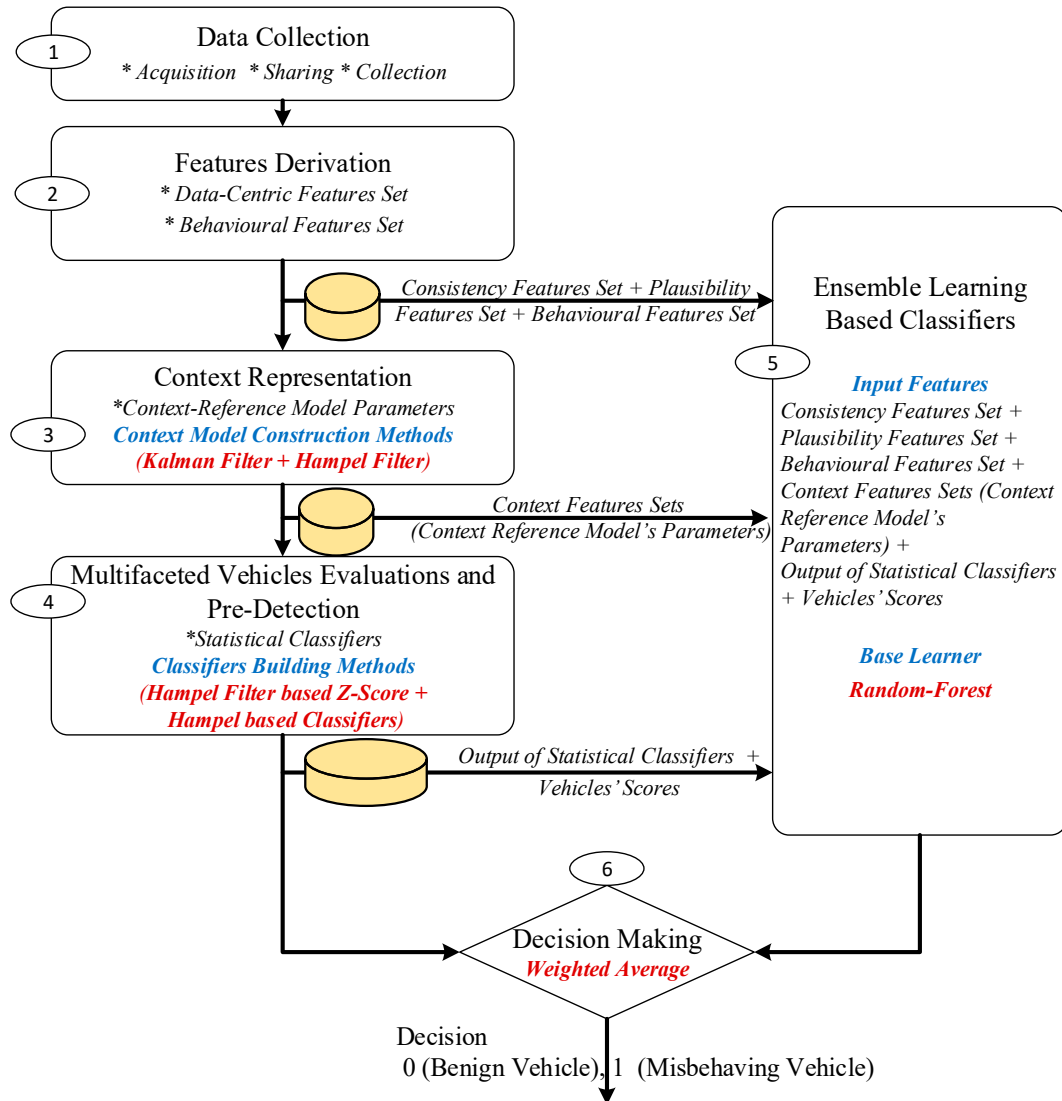 1
Data Collection
* Acquisition * Sharing * Collection
2
Features Derivation
* Data-Centric Features Set
* Behavioural Features Set
Consistency Features Set + Plausibility
Features Set + Behavioural Features Set
3
Context Representation
*Context-Reference Model Parameters
Context Model Construction Methods
(Kalman Filter + Hampel Filter)
Context Features Sets
(Context Reference Model's Parameters)
4
Multifaceted Vehicles Evaluations and
Pre-Detection
*Statistical Classifiers
Classifiers Building Methods
(Hampel Filter based Z-Score +
Hampel based Classifiers)
Output of Statistical Classifiers +
Vehicles' Scores
Ensemble Learning
Based Classifiers
5
Input Features
Consistency Features Set +
Plausibility Features Set +
Behavioural Features Set +
Context Features Sets (Context
Reference Model's
Parameters) +
Output of Statistical Classifiers
+ Vehicles' Scores
Base Learner
Random-Forest
6
Decision Making
Weighted Average
Decision
0 (Benign Vehicle), 1 (Misbehaving Vehicle)